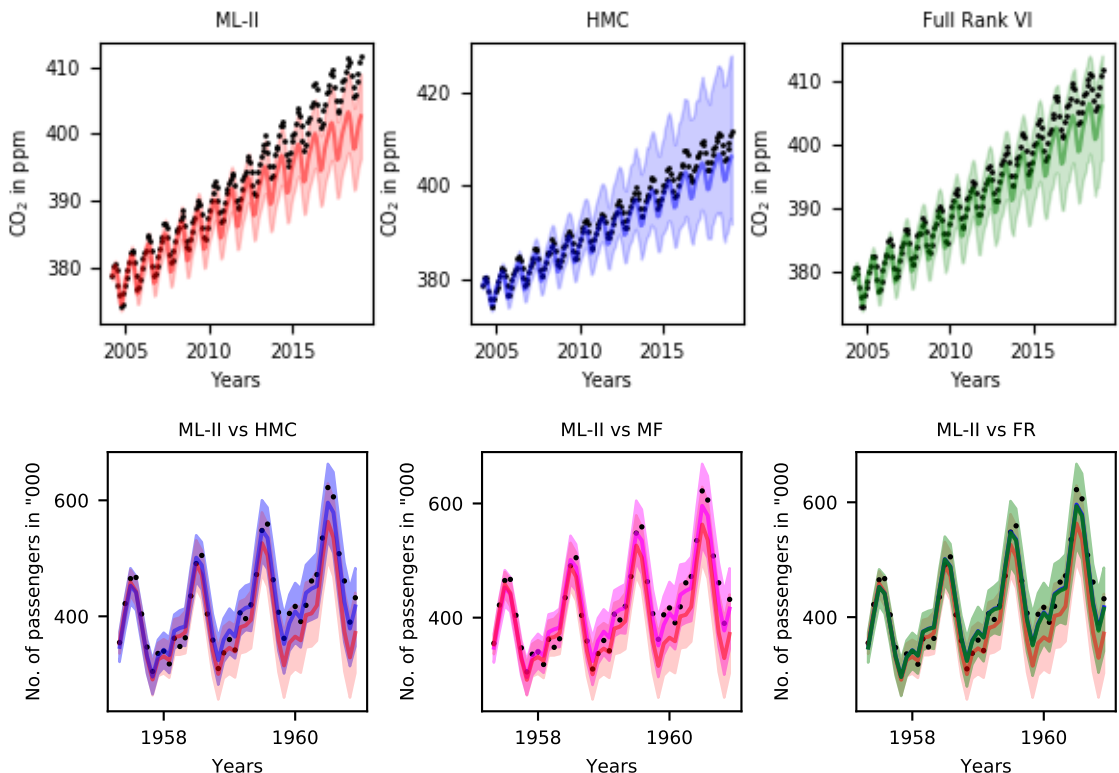 ML-II
HMC
Full Rank VI
CO₂ in ppm
410
400
390
380
2005
2010
2015
Years
CO₂ in ppm
420
400
380
2005
2010
2015
Years
CO₂ in ppm
410
400
390
380
2005
2010
2015
Years
ML-II vs HMC
ML-II vs MF
ML-II vs FR
No. of passengers in "000
600
400
1958
1960
Years
No. of passengers in "000
600
400
1958
1960
Years
No. of passengers in "000
600
400
1958
1960
Years